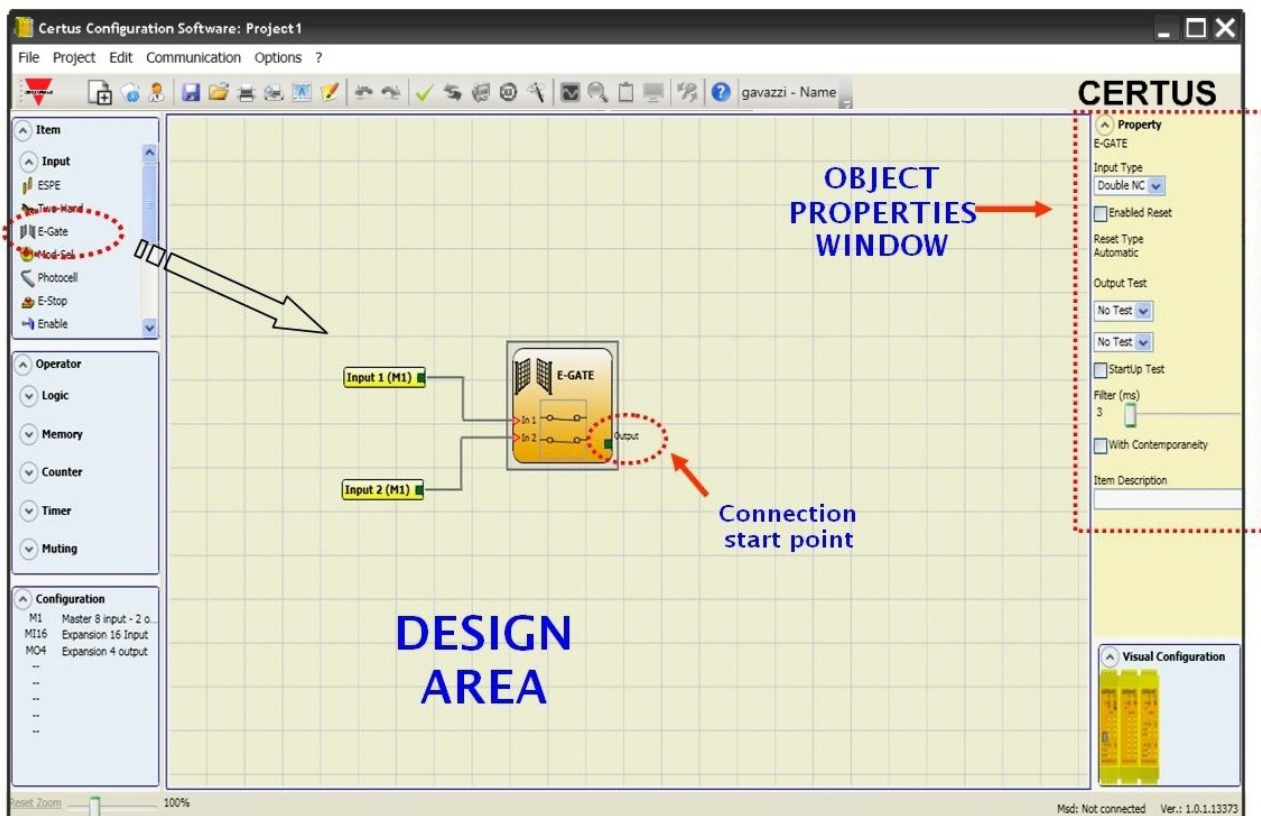 Certus Configuration Software: Project1
File Project Edit Communication Options ?
gavazzi - Name
CERTUS
Item
Input
ESPE
Two-Hand
E-Gate
Mod-Sel
Photocell
E-Stop
Enable
Operator
Logic
Memory
Counter
Timer
Muting
Configuration
M1 Master 8 input - 2 o...
MI16 Expansion 16 Input
MO4 Expansion 4 output
--
--
--
--
--
Input 1 (M1)
Input 2 (M1)
E-GATE
In 1
In 2
Output
Connection
start point
OBJECT
PROPERTIES
WINDOW
DESIGN
AREA
Property
E-GATE
Input Type
Double NC
Enabled Reset
Reset Type
Automatic
Output Test
No Test
No Test
StartUp Test
Filter (ms)
3
With Contemporaneity
Item Description
Visual Configuration
Reset Zoom 100%
Msd: Not connected Ver.: 1.0.1.13373